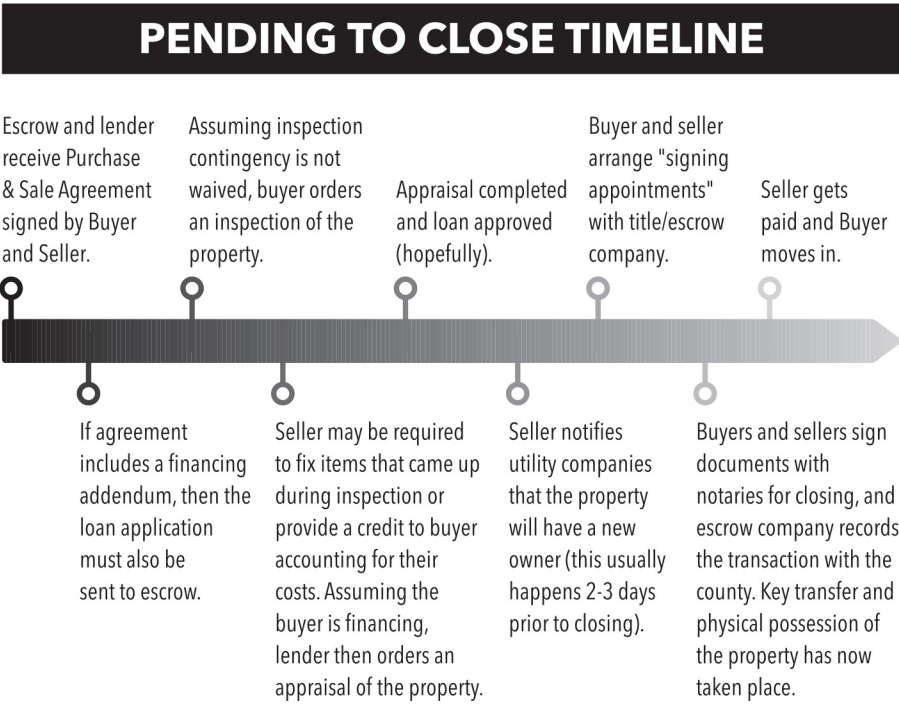 PENDING TO CLOSE TIMELINE
Escrow and lender
receive Purchase
& Sale Agreement
signed by Buyer
and Seller.
If agreement
includes a financing
addendum, then the
loan application
must also be
sent to escrow.
Assuming inspection
contingency is not
waived, buyer orders
an inspection of the
property.
Seller may be required
to fix items that came up
during inspection or
provide a credit to buyer
accounting for their
costs. Assuming the
buyer is financing,
lender then orders an
appraisal of the property.
Appraisal completed
and loan approved
(hopefully).
Seller notifies
utility companies
that the property
will have a new
owner (this usually
happens 2-3 days
prior to closing).
Buyer and seller
arrange "signing
appointments"
with title/escrow
company.
Buyers and sellers sign
documents with
notaries for closing, and
escrow company records
the transaction with the
county. Key transfer and
physical possession of
the property has now
taken place.
Seller gets
paid and Buyer
moves in.